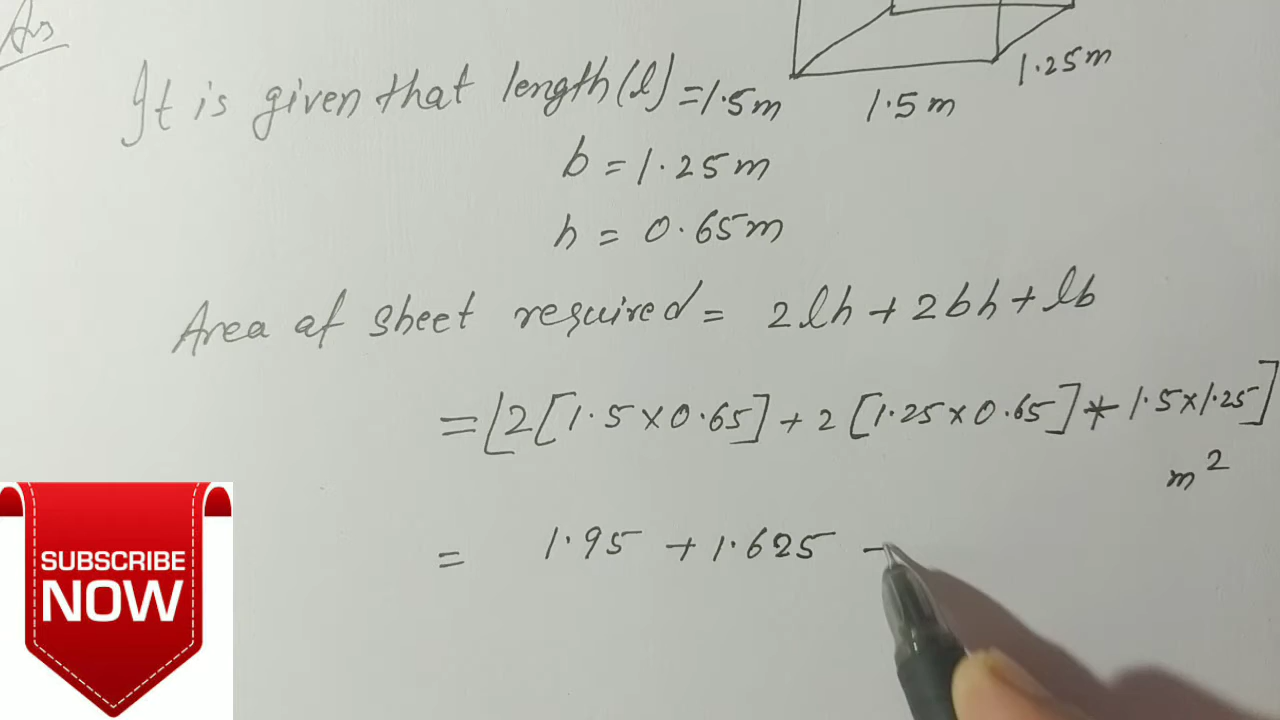 Ans
1.25m
It is given that length(l) = 1.5m
1.5 m
b = 1.25m
h = 0.65m
Area of sheet required = 2lh + 2bh + lb
= [2[1.5 × 0.65] + 2 [1.25 × 0.65] + 1.5 × 1.25]
m²
= 1.95 + 1.625 -
SUBSCRIBE
NOW